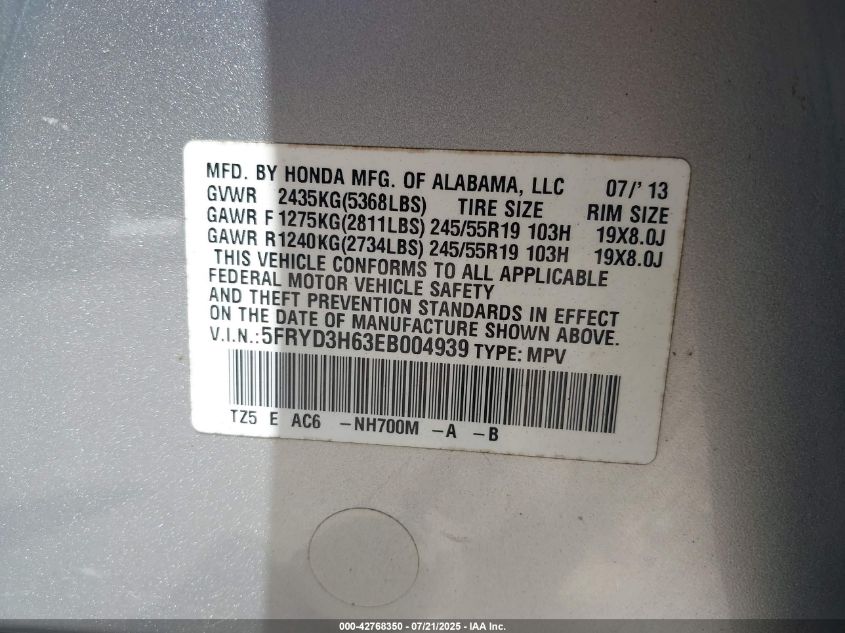 MFD. BY HONDA MFG. OF ALABAMA, LLC 07/' 13
GVWR 2435KG(5368LBS) TIRE SIZE RIM SIZE
GAWR F 1275KG(2811LBS) 245/55R19 103H 19X8.0J
GAWR R1240KG(2734LBS) 245/55R19 103H 19X8.0J
THIS VEHICLE CONFORMS TO ALL APPLICABLE
FEDERAL MOTOR VEHICLE SAFETY
AND THEFT PREVENTION STANDARDS IN EFFECT
ON THE DATE OF MANUFACTURE SHOWN ABOVE.
V.I.N.:5FRYD3H63EB004939 TYPE: MPV
TZ5 E AC6 -NH700M -A -B
000-42768350 - 07/21/2025 - IAA Inc.